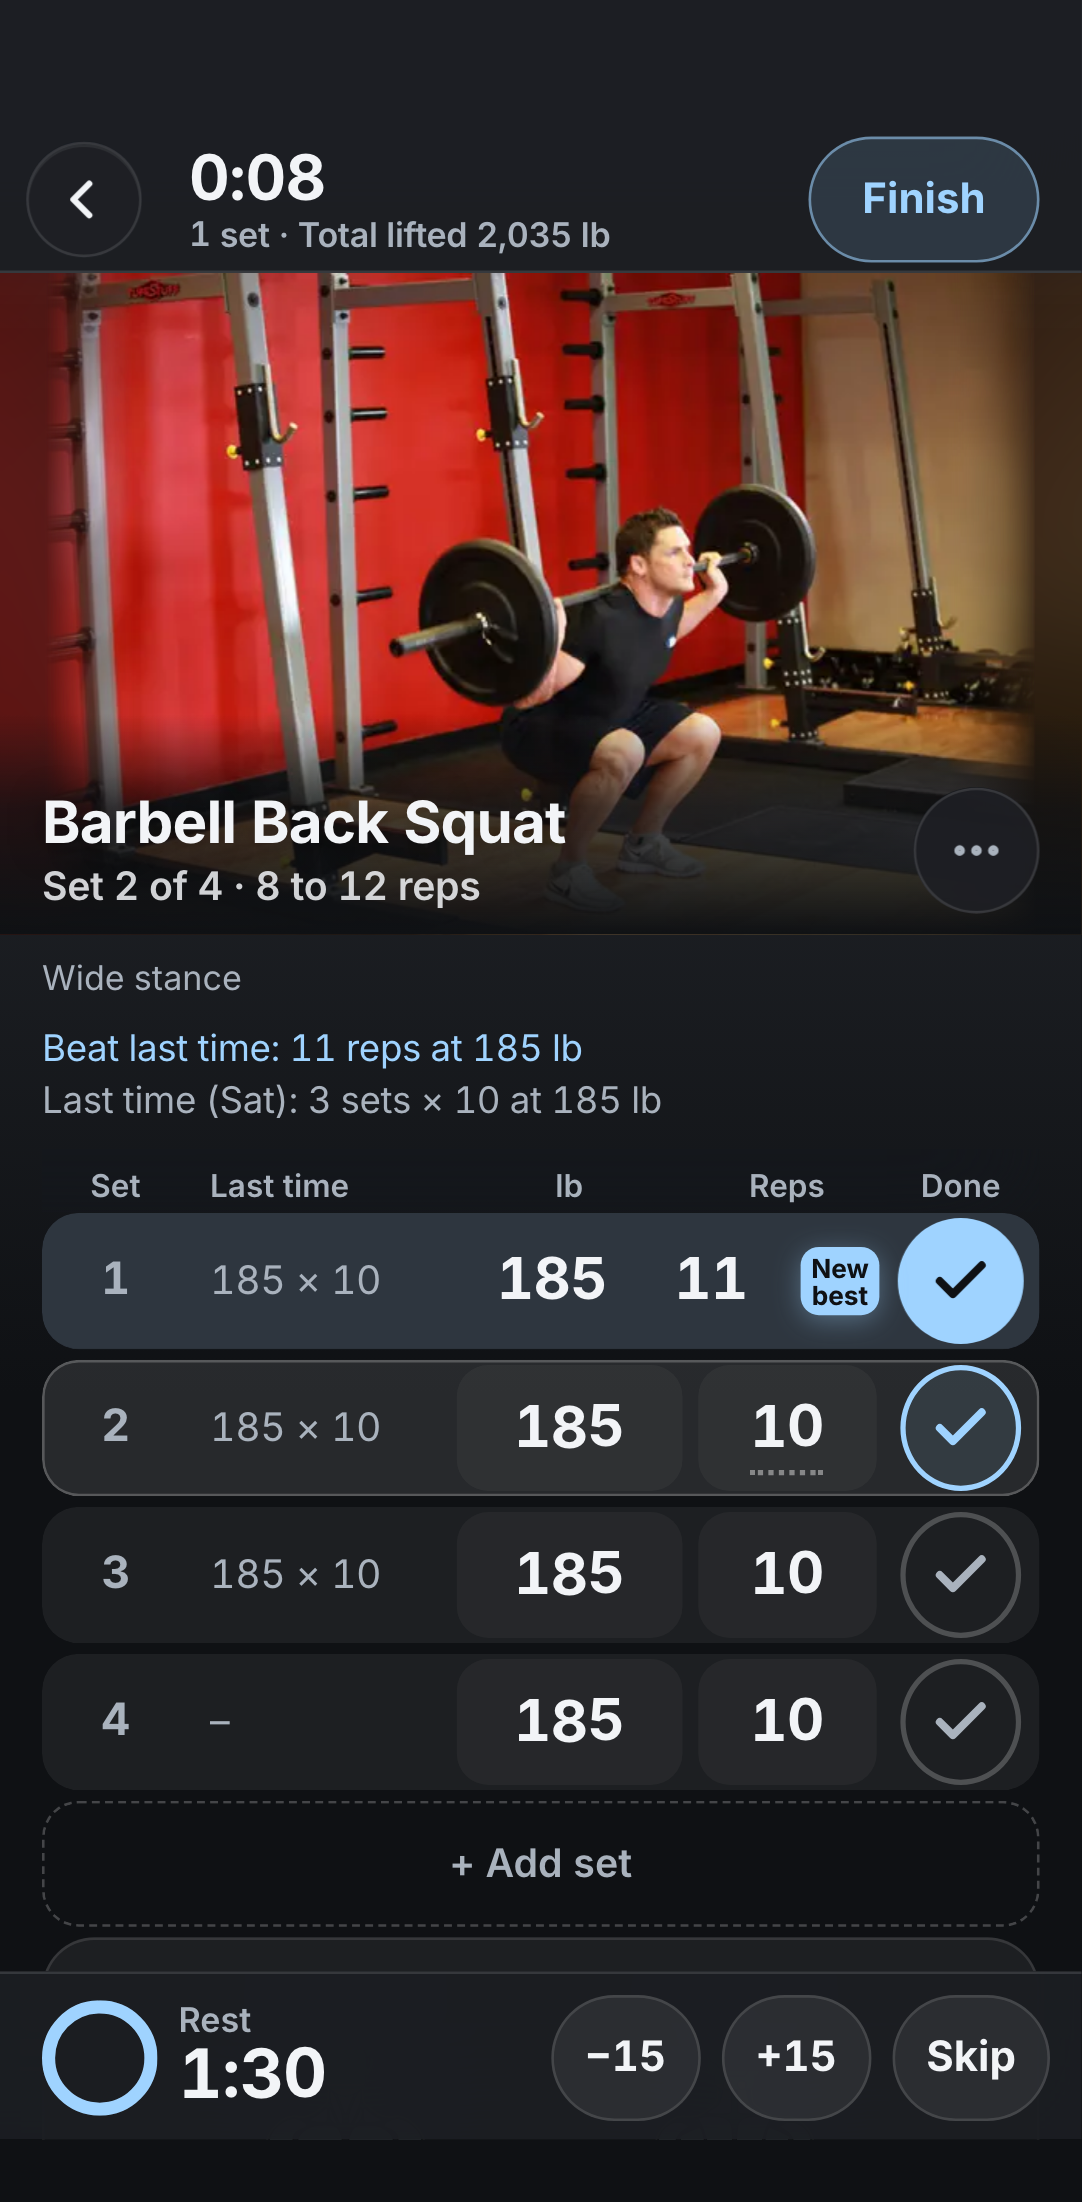 0:08
Finish
1 set · Total lifted 2,035 lb
Barbell Back Squat
Set 2 of 4 · 8 to 12 reps
Wide stance
Beat last time: 11 reps at 185 lb
Last time (Sat): 3 sets × 10 at 185 lb
Set Last time lb Reps Done
1 185 × 10 185 11 New best
2 185 × 10 185 10
3 185 × 10 185 10
4 – 185 10
+ Add set
Rest
1:30
−15 +15 Skip